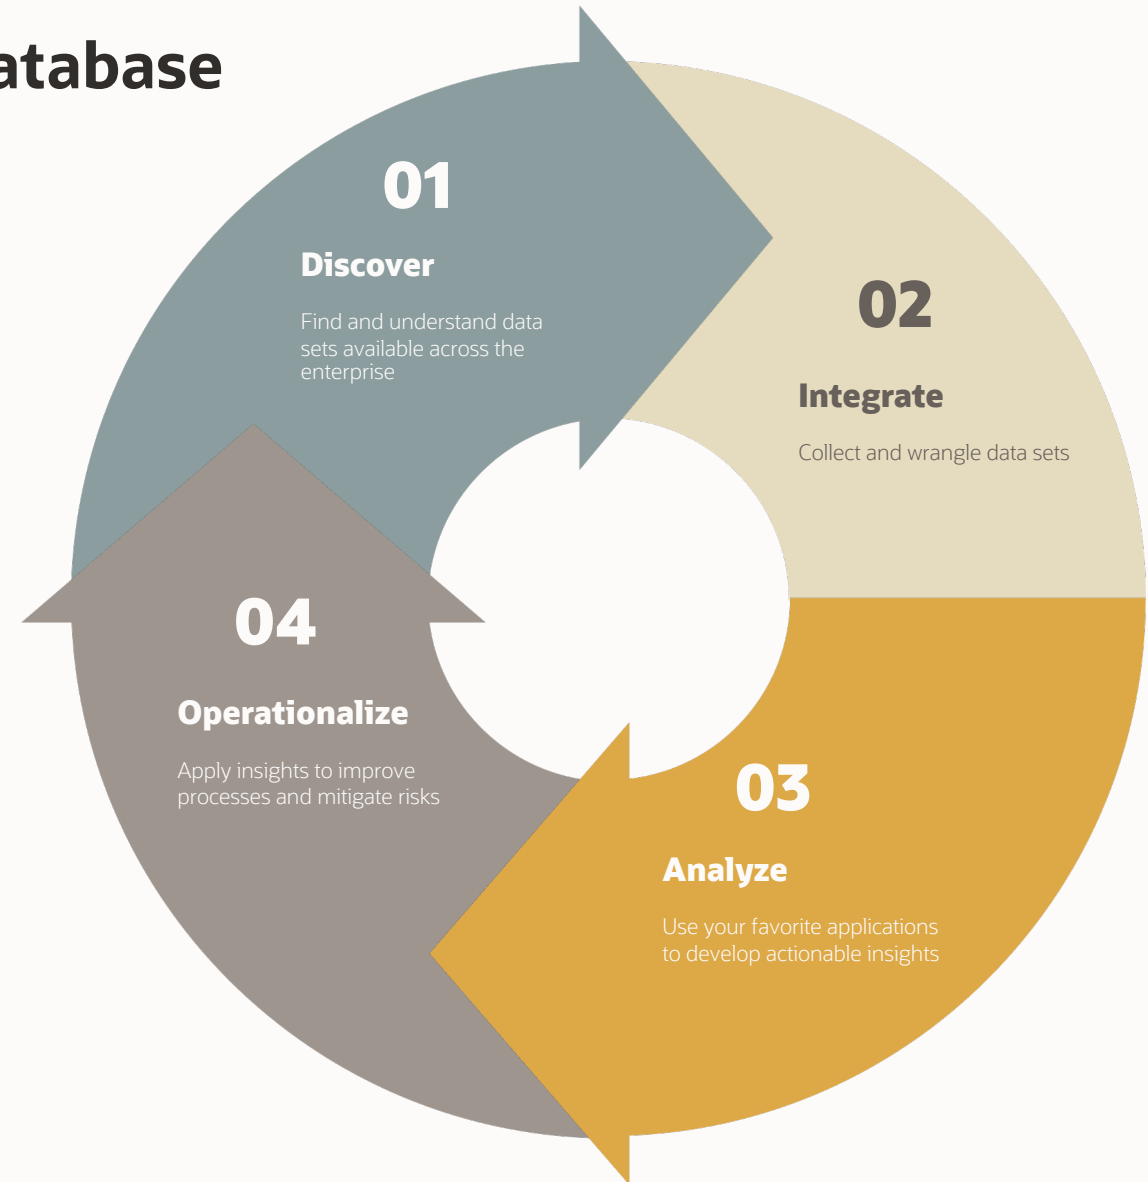 atabase
01
Discover
Find and understand data
sets available across the
enterprise
02
Integrate
Collect and wrangle data sets
03
Analyze
Use your favorite applications
to develop actionable insights
04
Operationalize
Apply insights to improve
processes and mitigate risks